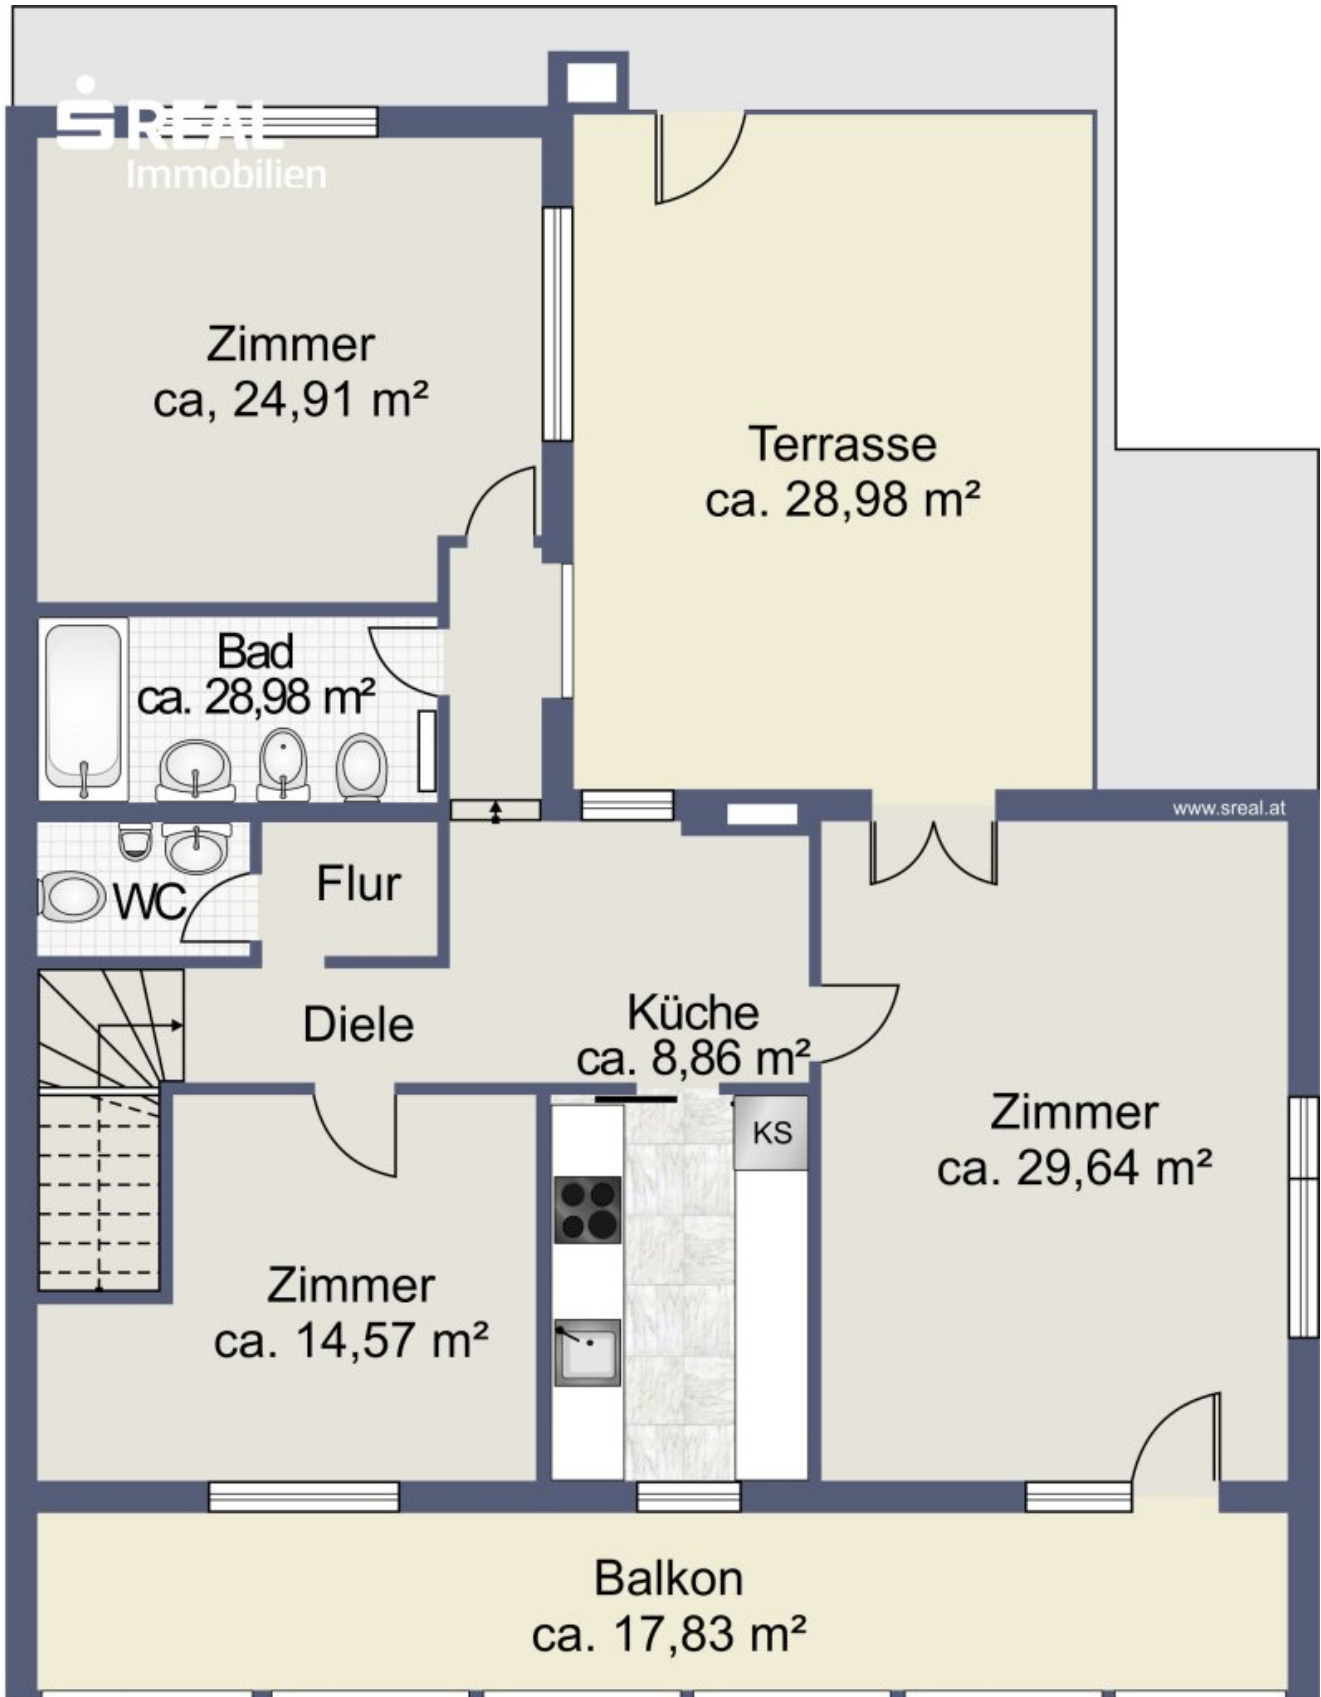 S REAL
Immobilien
Zimmer
ca, 24,91 m²
Terrasse
ca. 28,98 m²
Bad
ca. 28,98 m²
www.sreal.at
WC
Flur
Diele
Küche
ca. 8,86 m²
KS
Zimmer
ca. 29,64 m²
Zimmer
ca. 14,57 m²
Balkon
ca. 17,83 m²